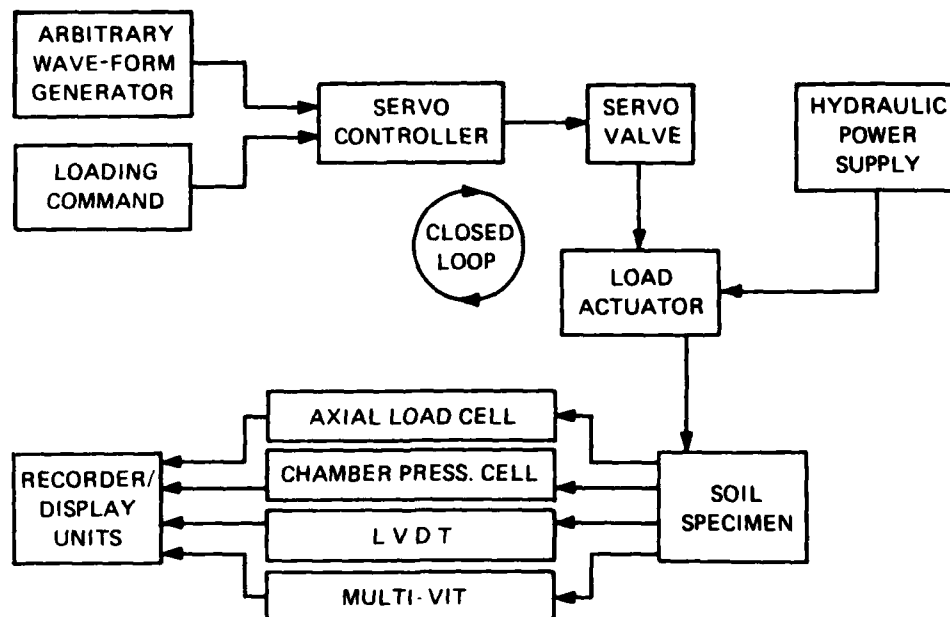 ARBITRARY
WAVE-FORM
GENERATOR
SERVO
CONTROLLER
SERVO
VALVE
HYDRAULIC
POWER
SUPPLY
LOADING
COMMAND
CLOSED
LOOP
LOAD
ACTUATOR
AXIAL LOAD CELL
CHAMBER PRESS. CELL
L V D T
MULTI-VIT
RECORDER/
DISPLAY
UNITS
SOIL
SPECIMEN